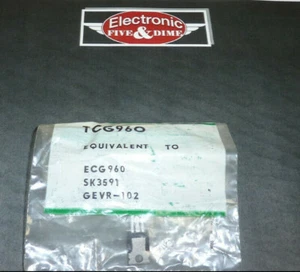 Electronic
FIVE & DIME
TCG960
EQUIVALENT TO
ECG960
SK3591
GEVR-102